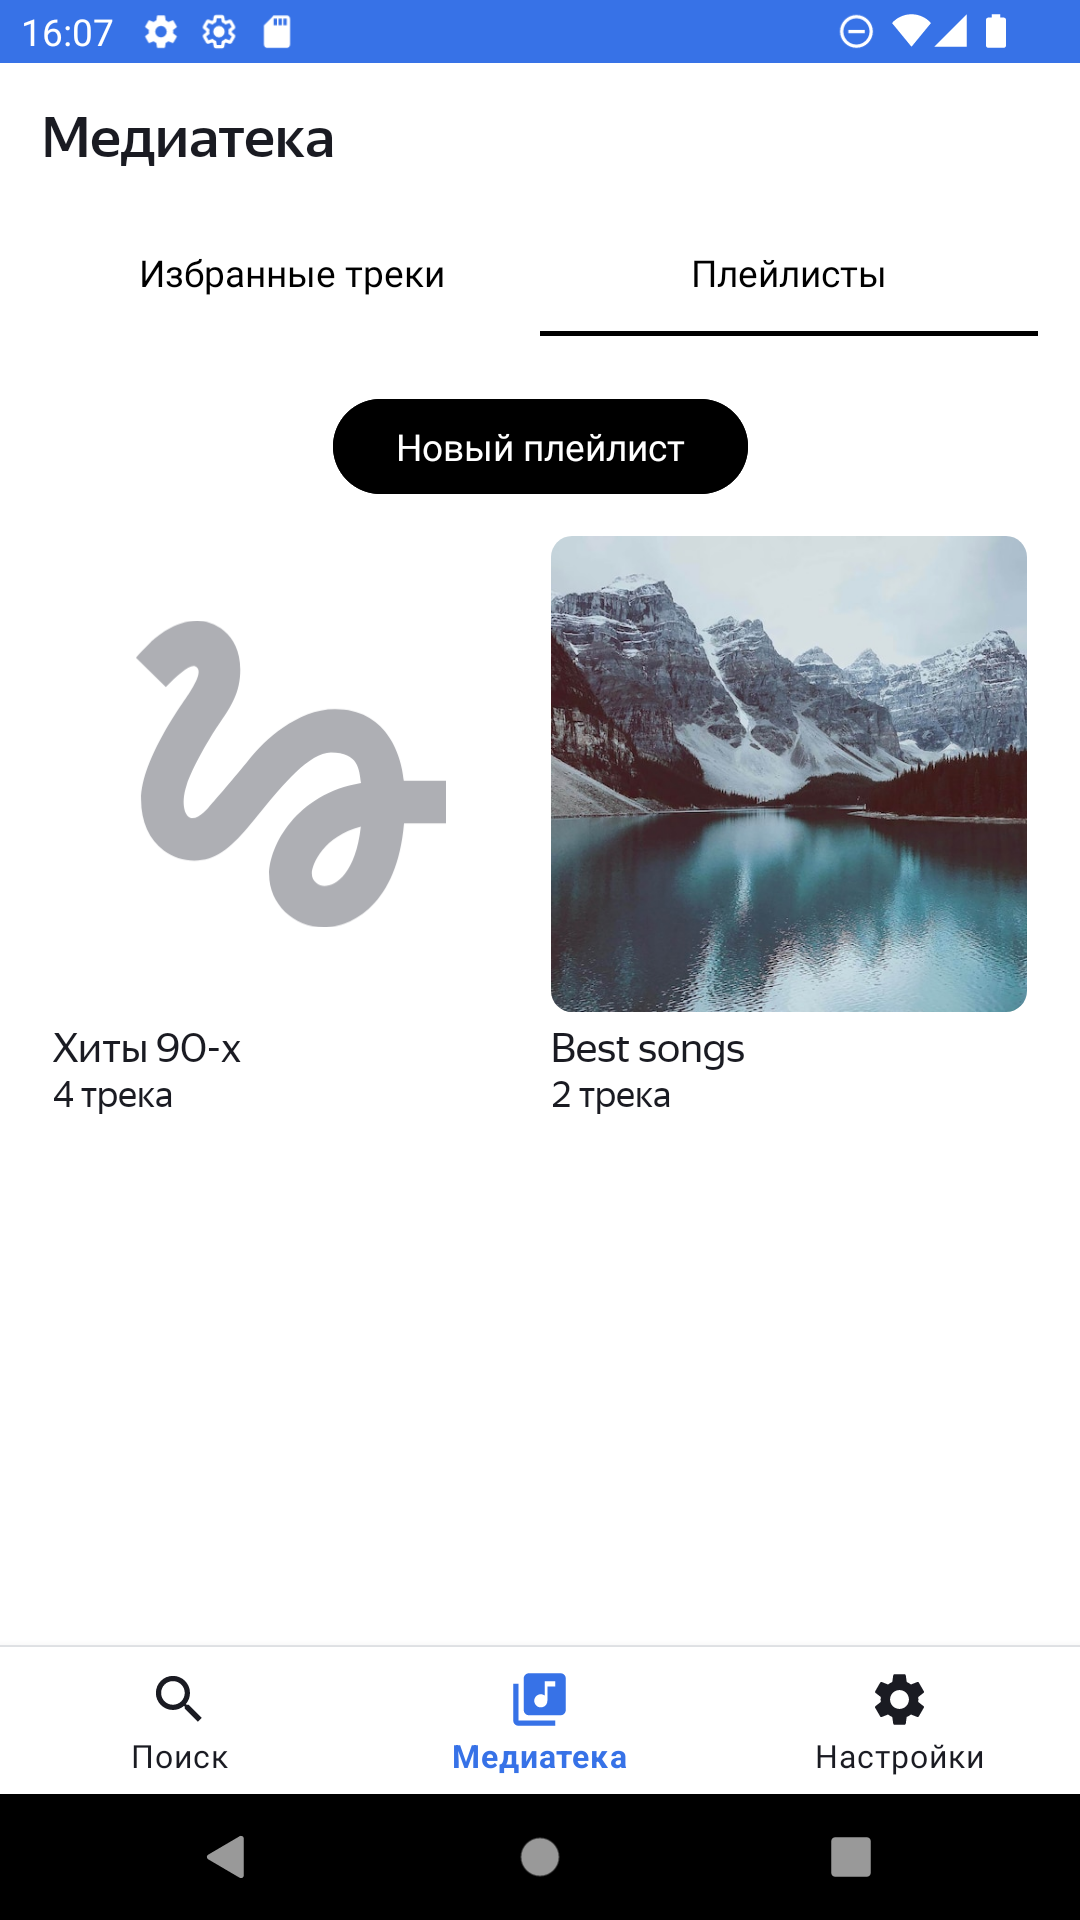 16:07
Медиатека
Избранные треки
Плейлисты
Новый плейлист
Хиты 90-х
4 трека
Best songs
2 трека
Поиск
Медиатека
Настройки